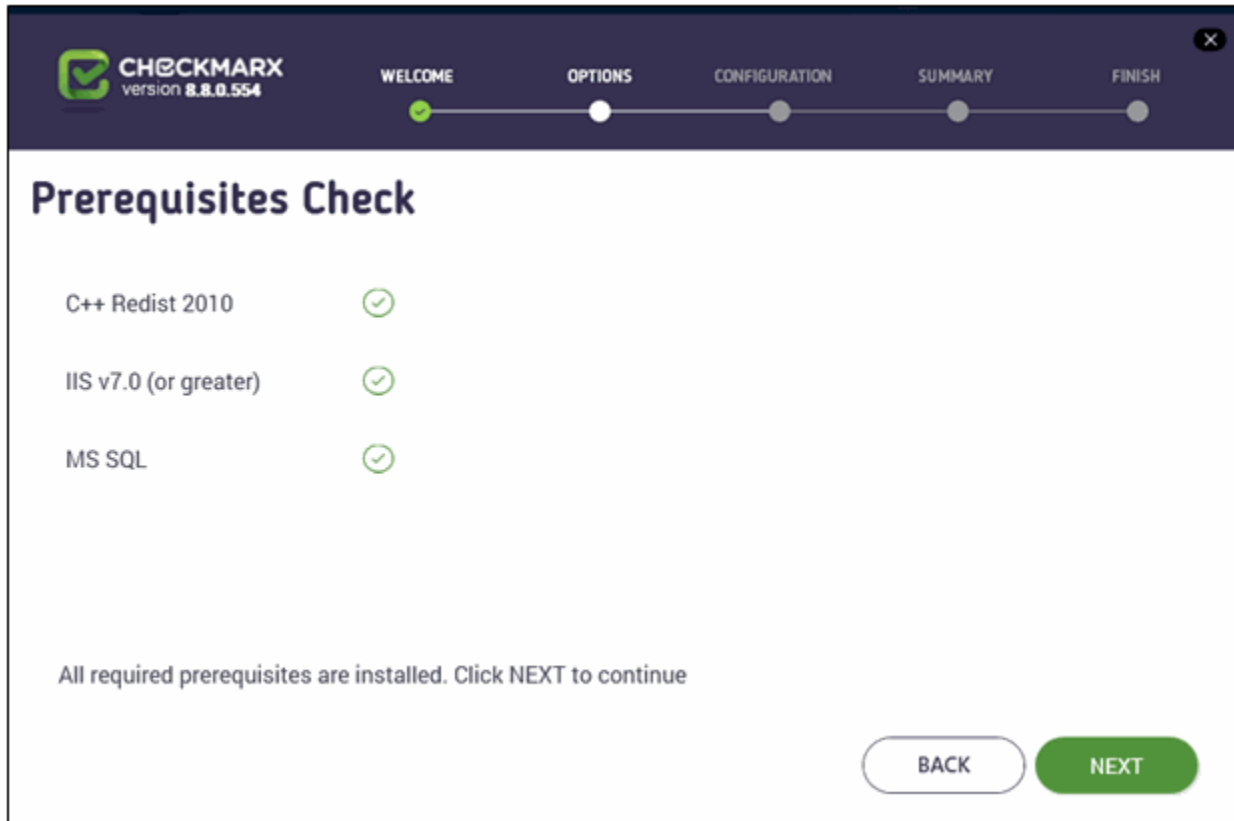 CHECKMARX
version 8.8.0.554
WELCOME
OPTIONS
CONFIGURATION
SUMMARY
FINISH
Prerequisites Check
C++ Redist 2010
IIS v7.0 (or greater)
MS SQL
All required prerequisites are installed. Click NEXT to continue
BACK
NEXT